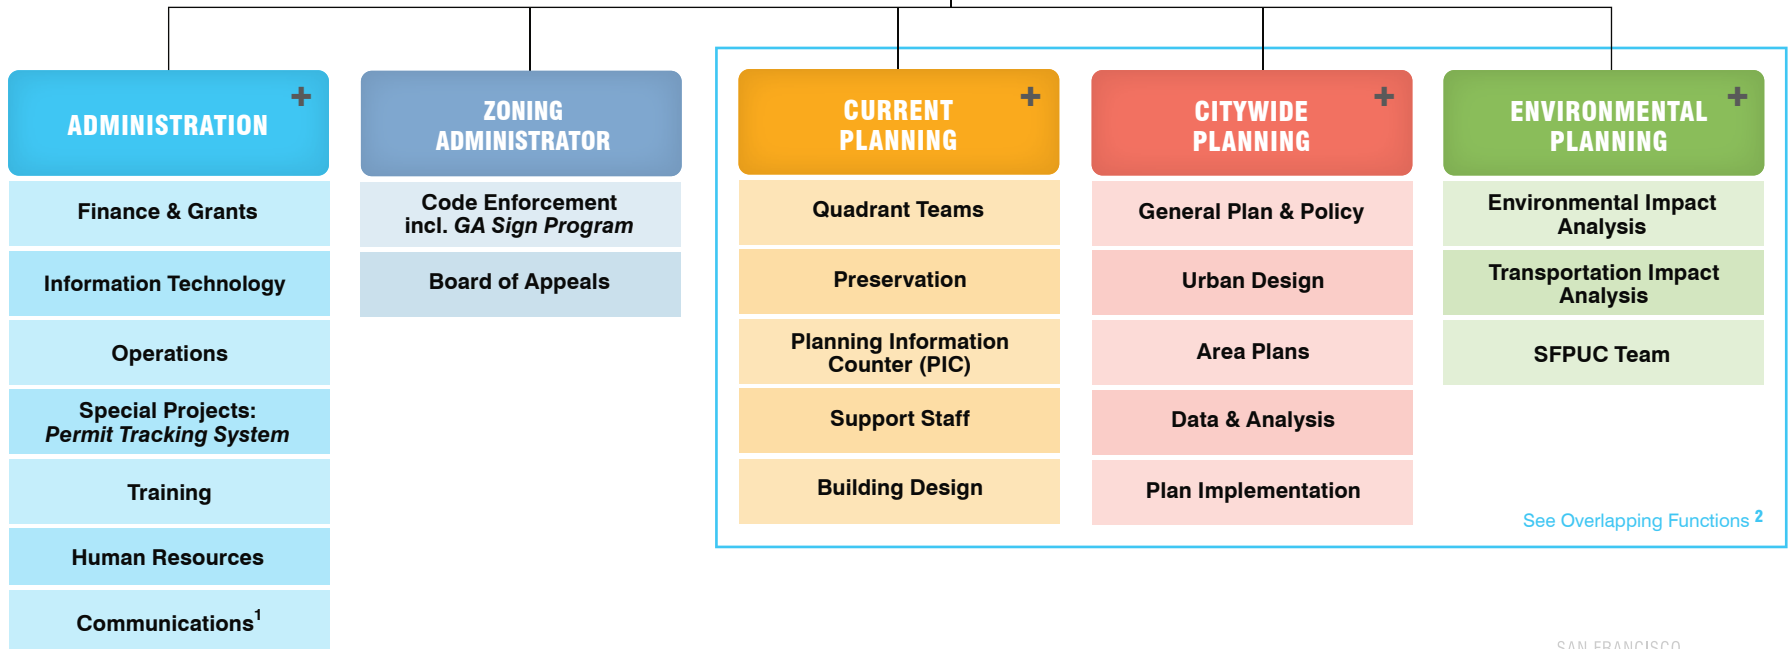 ADMINISTRATION
Finance & Grants
Information Technology
Operations
Special Projects:
Permit Tracking System
Training
Human Resources
Communications¹
ZONING
ADMINISTRATOR
Code Enforcement
incl. GA Sign Program
Board of Appeals
CURRENT
PLANNING
Quadrant Teams
Preservation
Planning Information
Counter (PIC)
Support Staff
Building Design
CITYWIDE
PLANNING
General Plan & Policy
Urban Design
Area Plans
Data & Analysis
Plan Implementation
ENVIRONMENTAL
PLANNING
Environmental Impact
Analysis
Transportation Impact
Analysis
SFPUC Team
See Overlapping Functions ²
SAN FRANCISCO